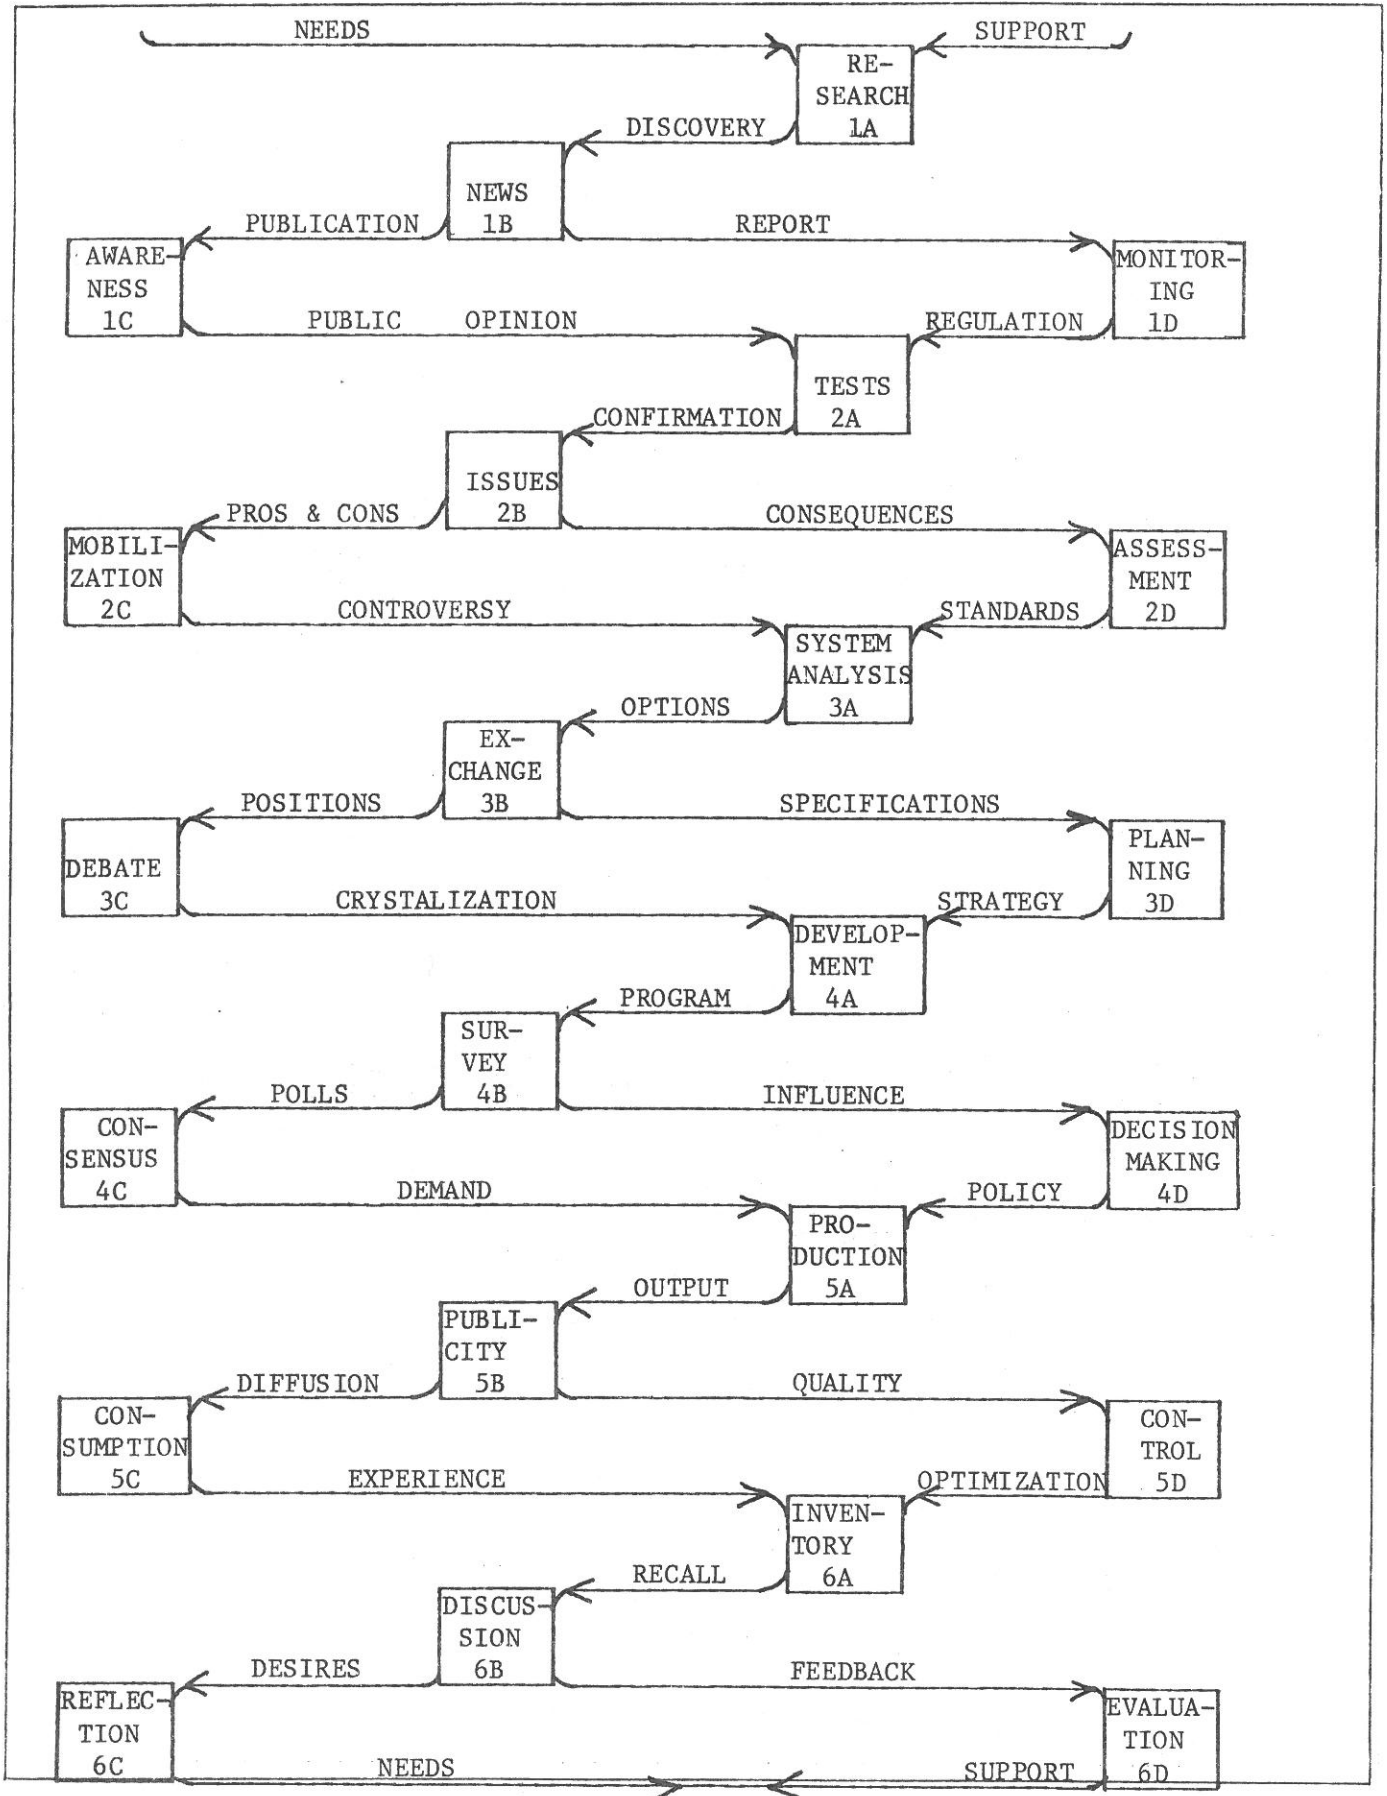 NEEDS
SUPPORT
RE-
SEARCH
1A
DISCOVERY
NEWS
1B
PUBLICATION
REPORT
AWARE-
NESS
1C
MONITOR-
ING
1D
PUBLIC OPINION
REGULATION
TESTS
2A
CONFIRMATION
ISSUES
2B
PROS & CONS
CONSEQUENCES
MOBILI-
ZATION
2C
ASSESS-
MENT
2D
CONTROVERSY
STANDARDS
SYSTEM
ANALYSIS
3A
OPTIONS
EX-
CHANGE
3B
POSITIONS
SPECIFICATIONS
DEBATE
3C
PLAN-
NING
3D
CRYSTALIZATION
STRATEGY
DEVELOP-
MENT
4A
PROGRAM
SUR-
VEY
4B
POLLS
INFLUENCE
CON-
SENSUS
4C
DECISION
MAKING
4D
DEMAND
POLICY
PRO-
DUCTION
5A
OUTPUT
PUBLI-
CITY
5B
DIFFUSION
QUALITY
CON-
SUMPTION
5C
CON-
TROL
5D
EXPERIENCE
OPTIMIZATION
INVEN-
TORY
6A
RECALL
DISCUS-
SION
6B
DESIRES
FEEDBACK
REFLEC-
TION
6C
EVALUA-
TION
6D
NEEDS
SUPPORT